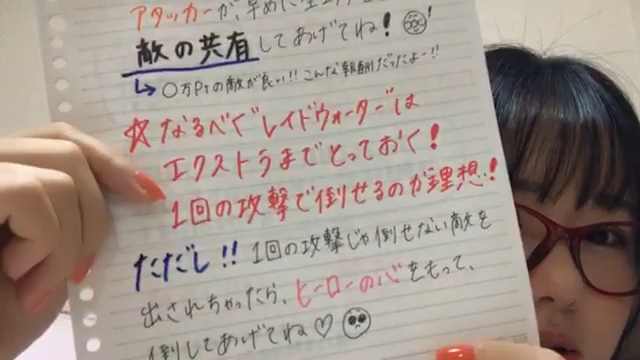 アタッカーが、早めに
敵の共有してあげてね!
↳〇万Ptの敵が良い!!こんな報酬だったよー!!
☆なるべくレイドウォーターは
エクストラまでとっておく!
1回の攻撃で倒せるのが理想!
ただし!!1回の攻撃じゃ倒せない敵を
出されちゃったら、ヒーローの心をもって、
倒してあげてね♡